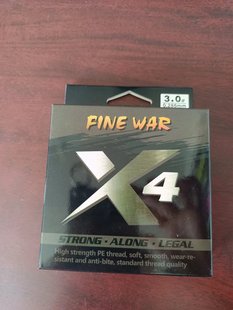 3.0#
FINE WAR
X4
STRONG · ALONG · LEGAL
High strength PE thread, soft, smooth, wear-re-
sistant and anti-bite, standard thread quality